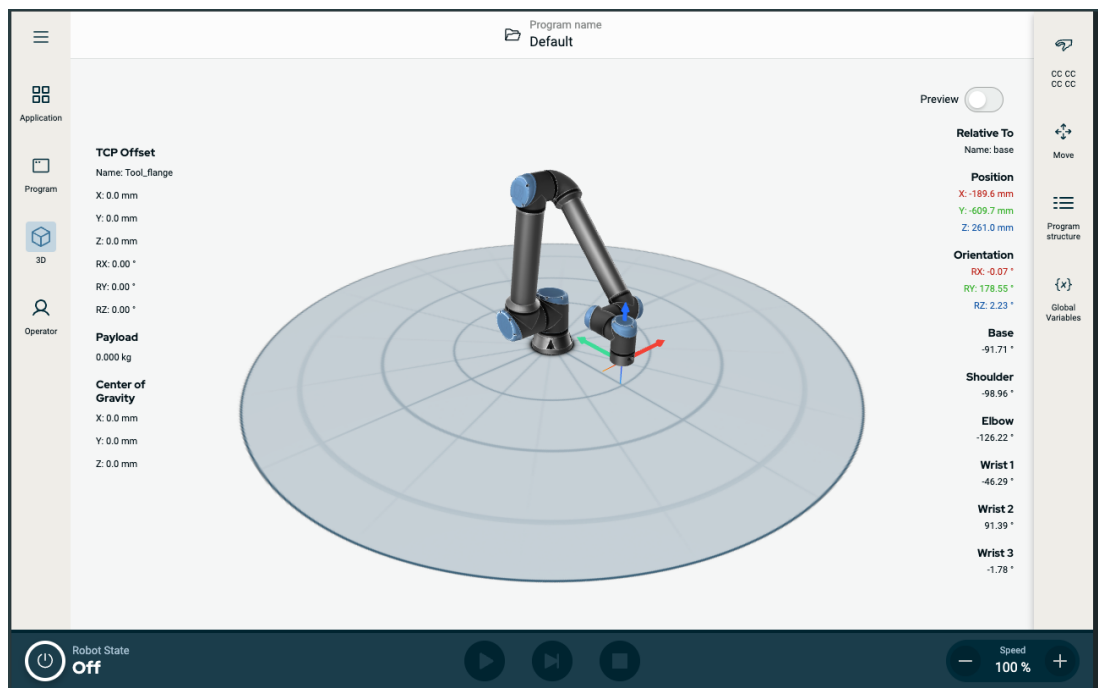 Program name
Default
Application
Program
3D
Operator
TCP Offset
Name: Tool_flange
X: 0.0 mm
Y: 0.0 mm
Z: 0.0 mm
RX: 0.00 °
RY: 0.00 °
RZ: 0.00 °
Payload
0.000 kg
Center of
Gravity
X: 0.0 mm
Y: 0.0 mm
Z: 0.0 mm
Preview
Relative To
Name: base
Position
X: -189.6 mm
Y: -609.7 mm
Z: 261.0 mm
Orientation
RX: -0.07 °
RY: 178.55 °
RZ: 2.23 °
Base
-91.71 °
Shoulder
-98.96 °
Elbow
-126.22 °
Wrist 1
-46.29 °
Wrist 2
91.39 °
Wrist 3
-1.78 °
CC CC
CC CC
Move
Program
structure
{x}
Global
Variables
Robot State
Off
Speed
100 %